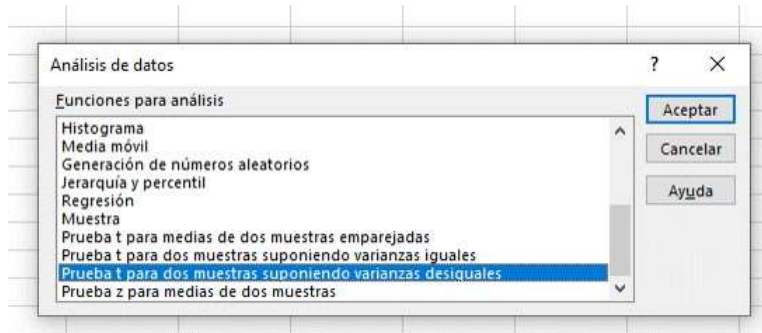 Análisis de datos
?
Funciones para análisis
Histograma
Media móvil
Generación de números aleatorios
Jerarquía y percentil
Regresión
Muestra
Prueba t para medias de dos muestras emparejadas
Prueba t para dos muestras suponiendo varianzas iguales
Prueba t para dos muestras suponiendo varianzas desiguales
Prueba z para medias de dos muestras
Aceptar
Cancelar
Ayuda